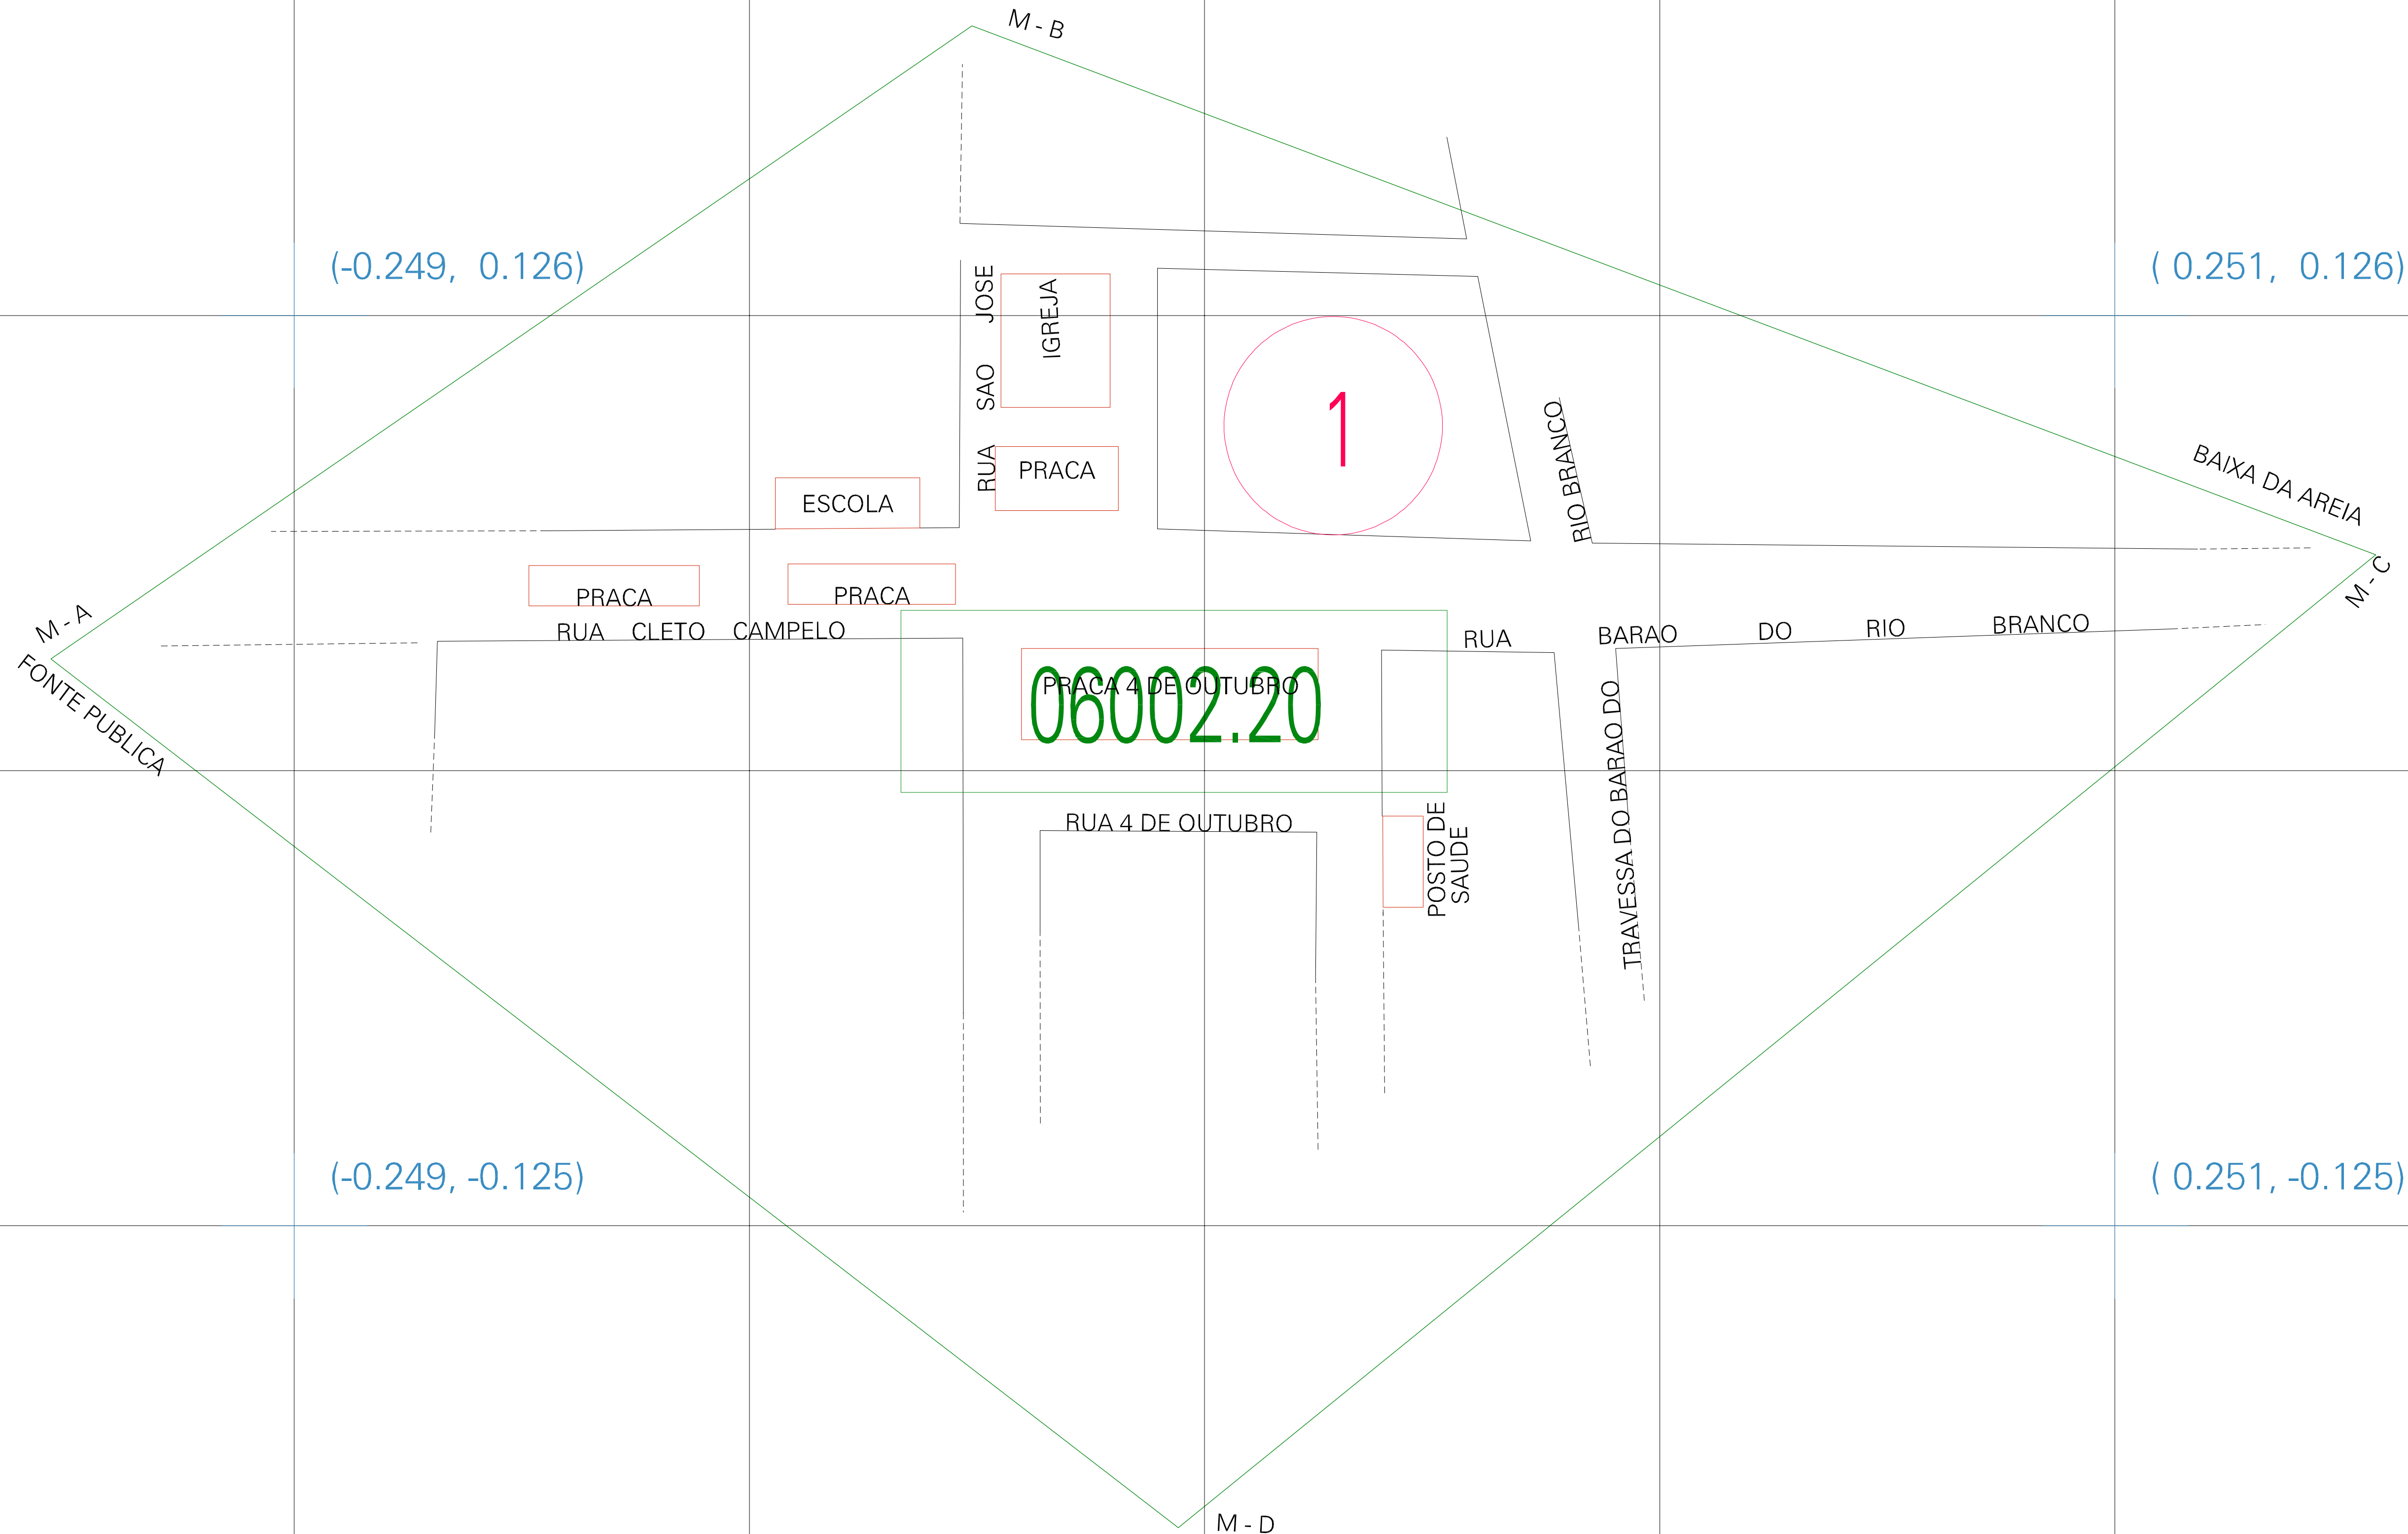 M - B
(-0.249, 0.126)
( 0.251, 0.126)
RUA SAO JOSE
IGREJA
1
RIO BRANCO
BAIXA DA AREIA
PRACA
ESCOLA
M - C
PRACA
PRACA
M - A
RUA CLETO CAMPELO
RUA BARAO DO RIO BRANCO
FONTE PUBLICA
PRACA 4 DE OUTUBRO
06002.20
TRAVESSA DO BARAO DO
RUA 4 DE OUTUBRO
POSTO DE
SAUDE
(-0.249, -0.125)
( 0.251, -0.125)
M - D